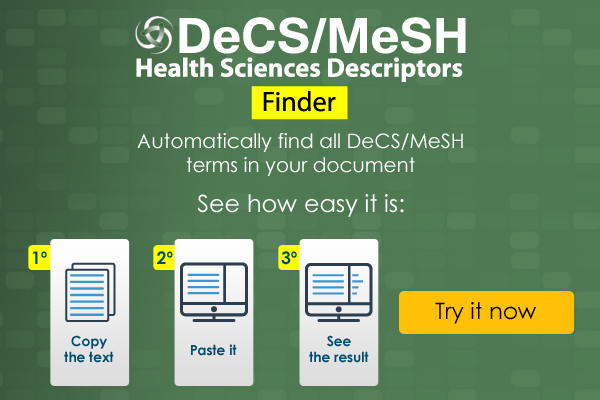 DeCS/MeSH
Health Sciences Descriptors
Finder
Automatically find all DeCS/MeSH
terms in your document
See how easy it is:
1º
Copy
the text
2º
Paste it
3º
See
the result
Try it now